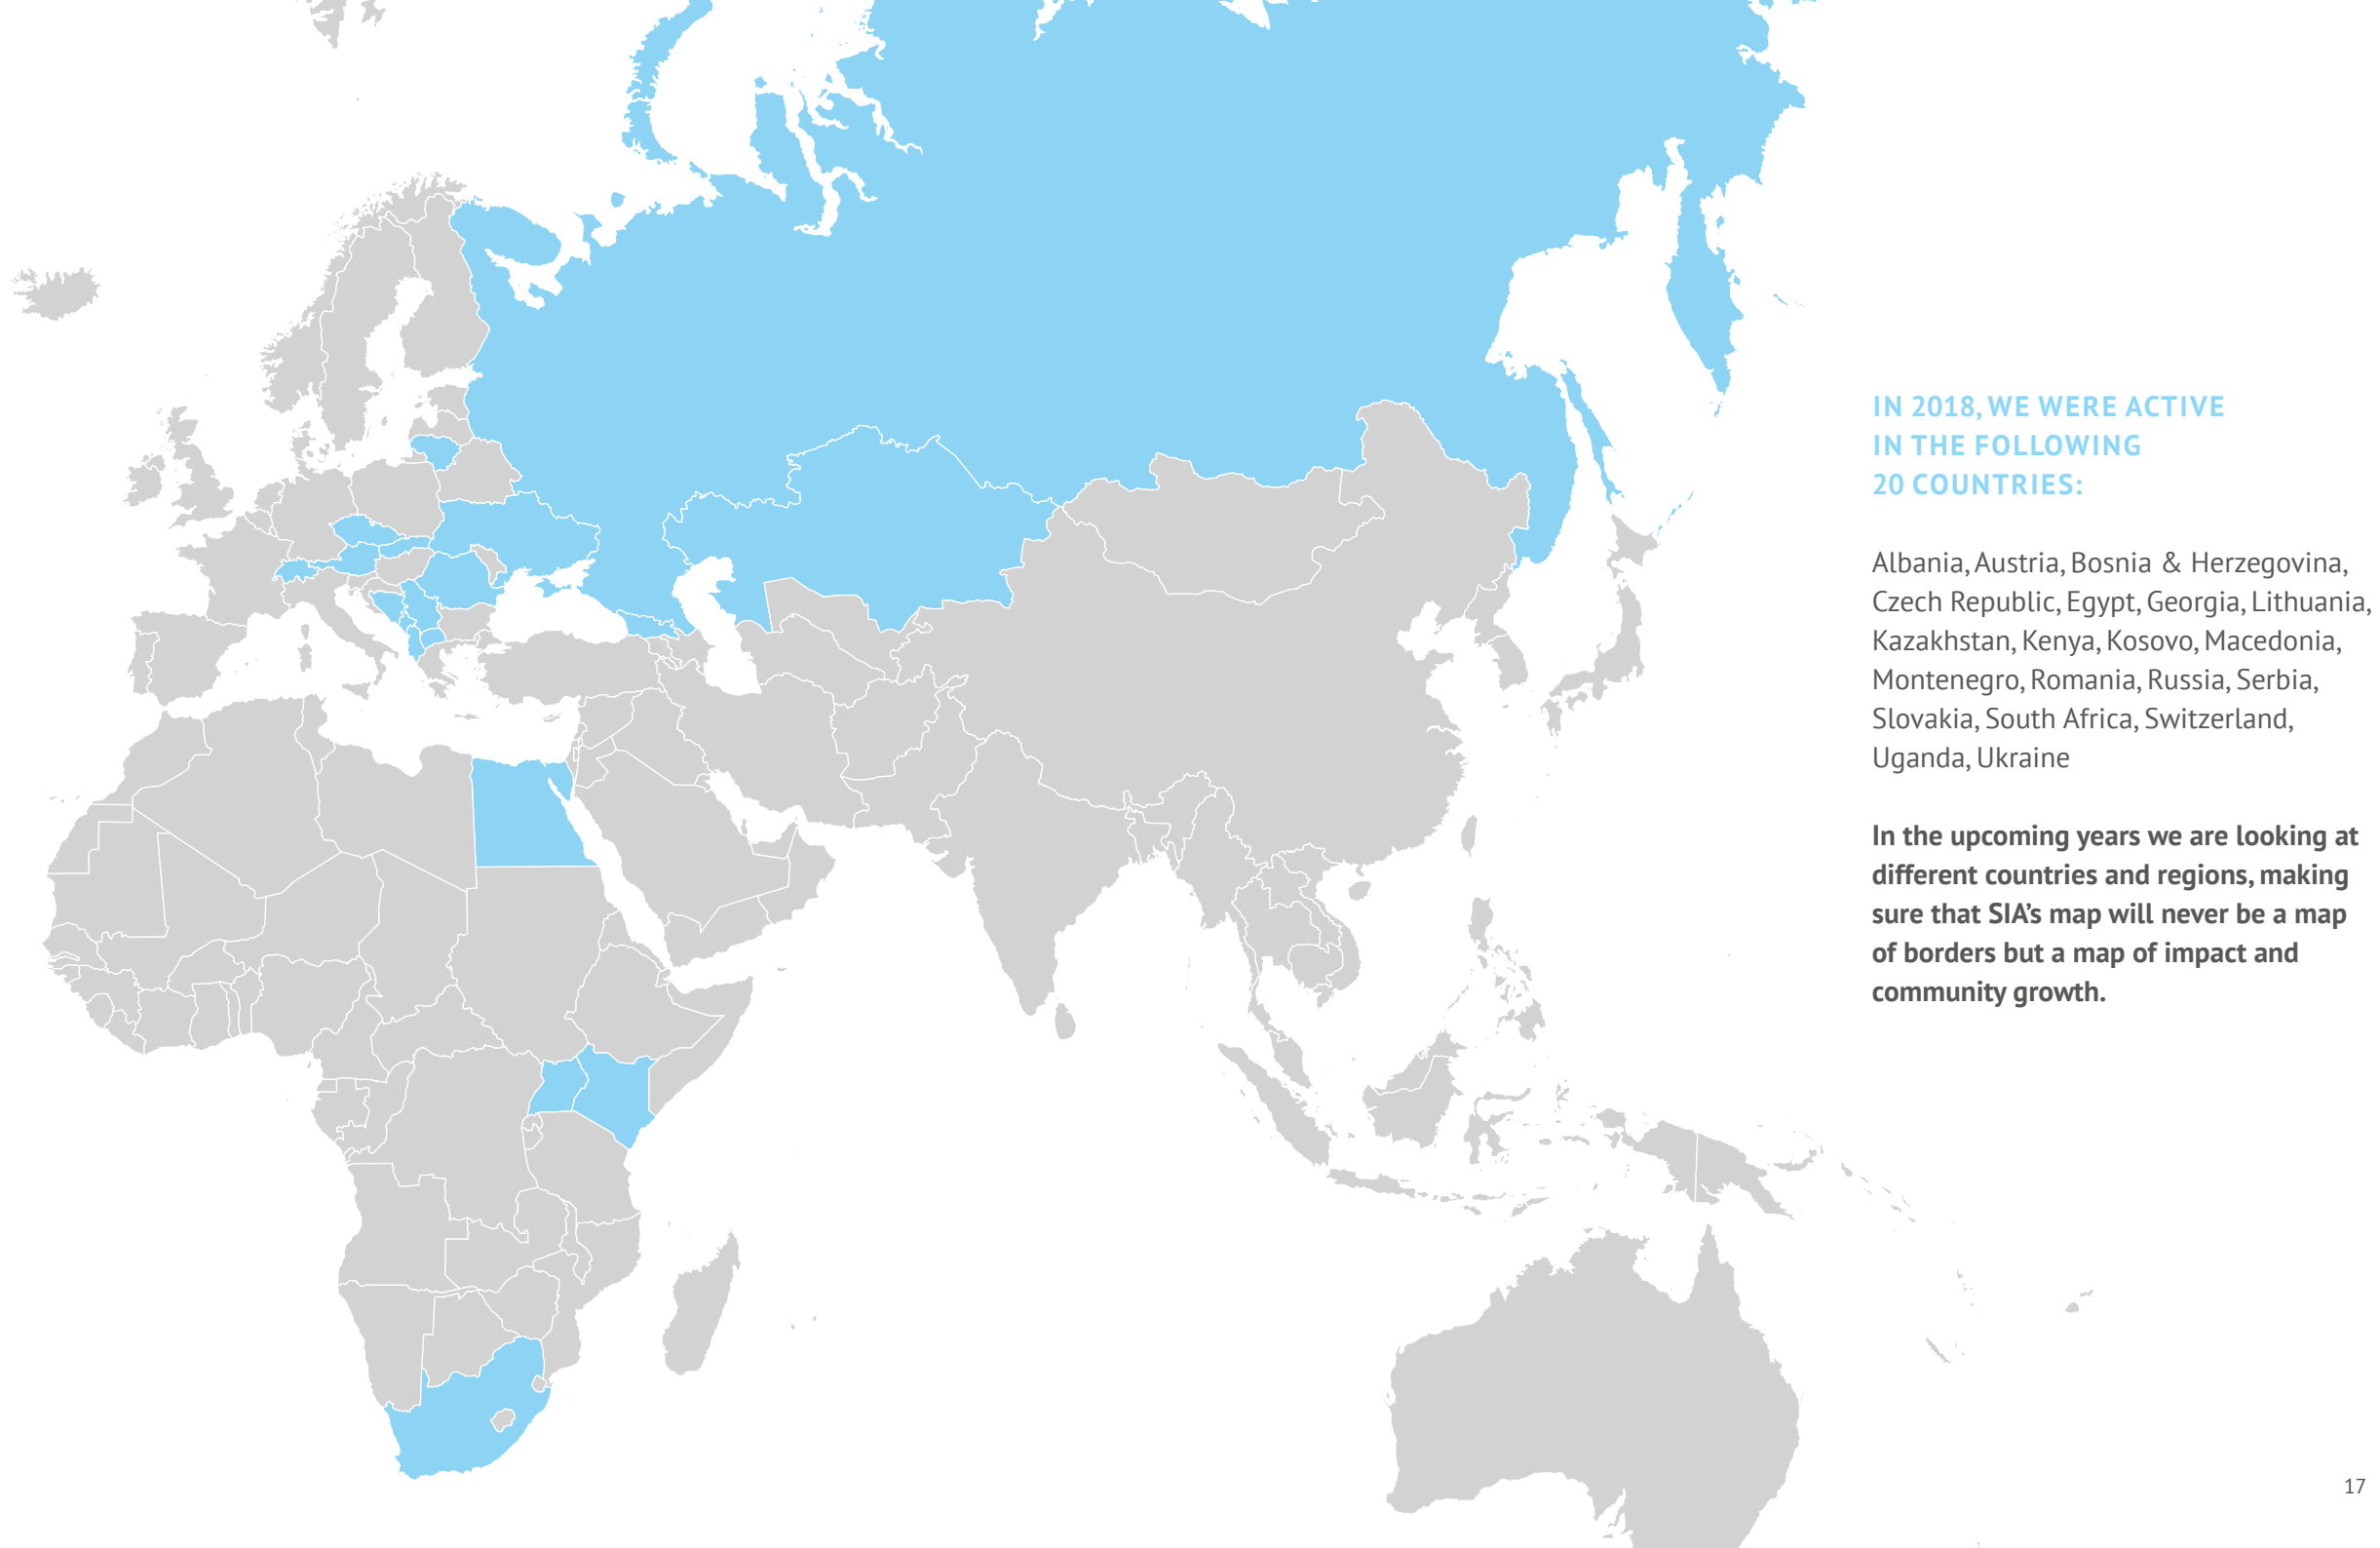 IN 2018, WE WERE ACTIVE
IN THE FOLLOWING
20 COUNTRIES:
Albania, Austria, Bosnia & Herzegovina,
Czech Republic, Egypt, Georgia, Lithuania,
Kazakhstan, Kenya, Kosovo, Macedonia,
Montenegro, Romania, Russia, Serbia,
Slovakia, South Africa, Switzerland,
Uganda, Ukraine
In the upcoming years we are looking at
different countries and regions, making
sure that SIA’s map will never be a map
of borders but a map of impact and
community growth.
17